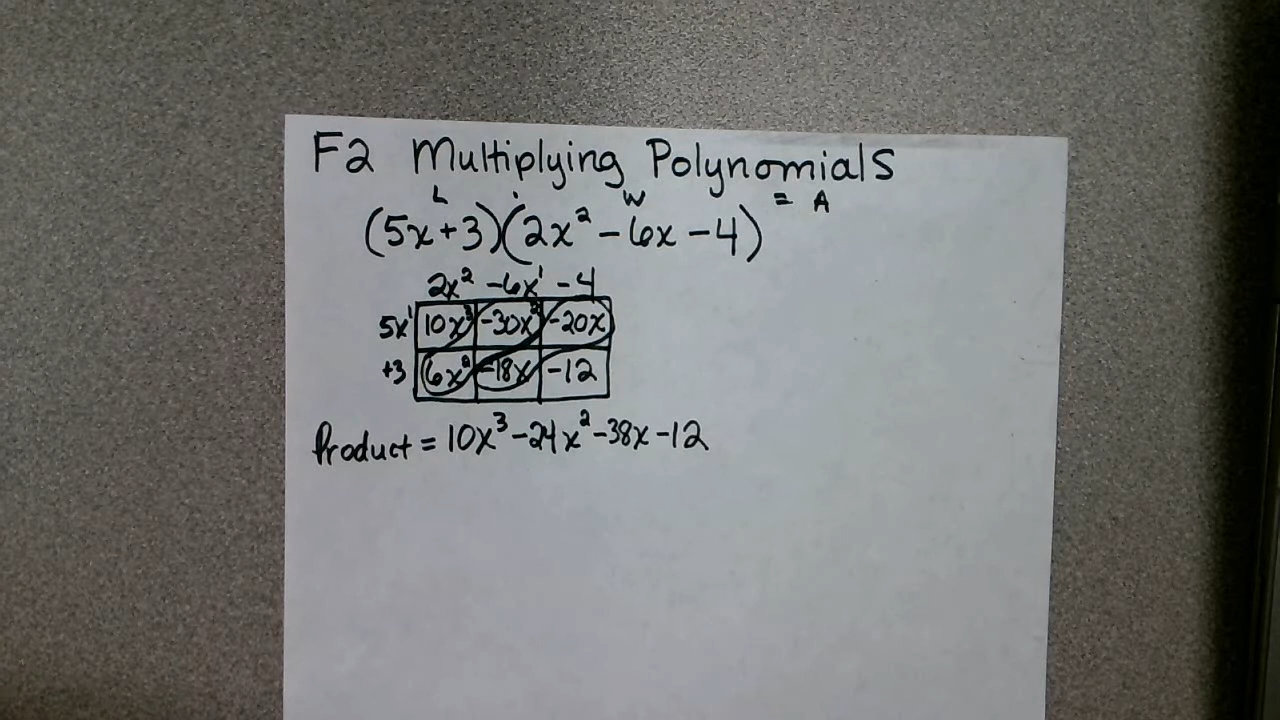 F2 Multiplying Polynomials
L · W = A
(5x+3)(2x² -6x -4)
2x² -6x¹ -4
5x¹ 10x³ -30x² -20x
+3 6x² -18x -12
Product = 10x³ -24x² -38x -12